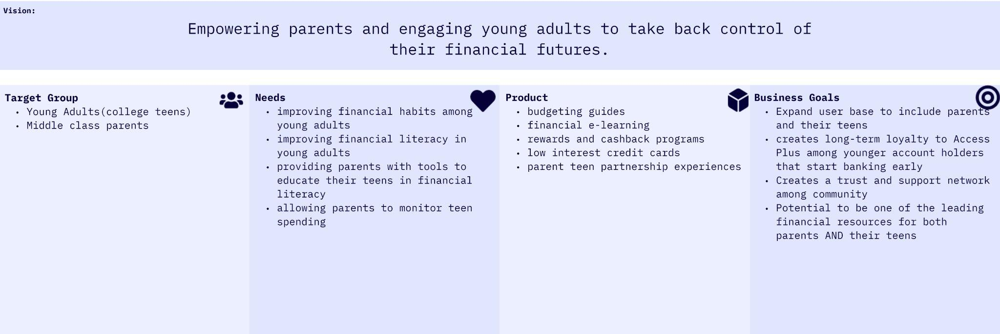 Vision:
Empowering parents and engaging young adults to take back control of
their financial futures.
Target Group
• Young Adults(college teens)
• Middle class parents
Needs
• improving financial habits among
young adults
• improving financial literacy in
young adults
• providing parents with tools to
educate their teens in financial
literacy
• allowing parents to monitor teen
spending
Product
• budgeting guides
• financial e-learning
• rewards and cashback programs
• low interest credit cards
• parent teen partnership experiences
Business Goals
• Expand user base to include parents
and their teens
• creates long-term loyalty to Access
Plus among younger account holders
that start banking early
• Creates a trust and support network
among community
• Potential to be one of the leading
financial resources for both
parents AND their teens